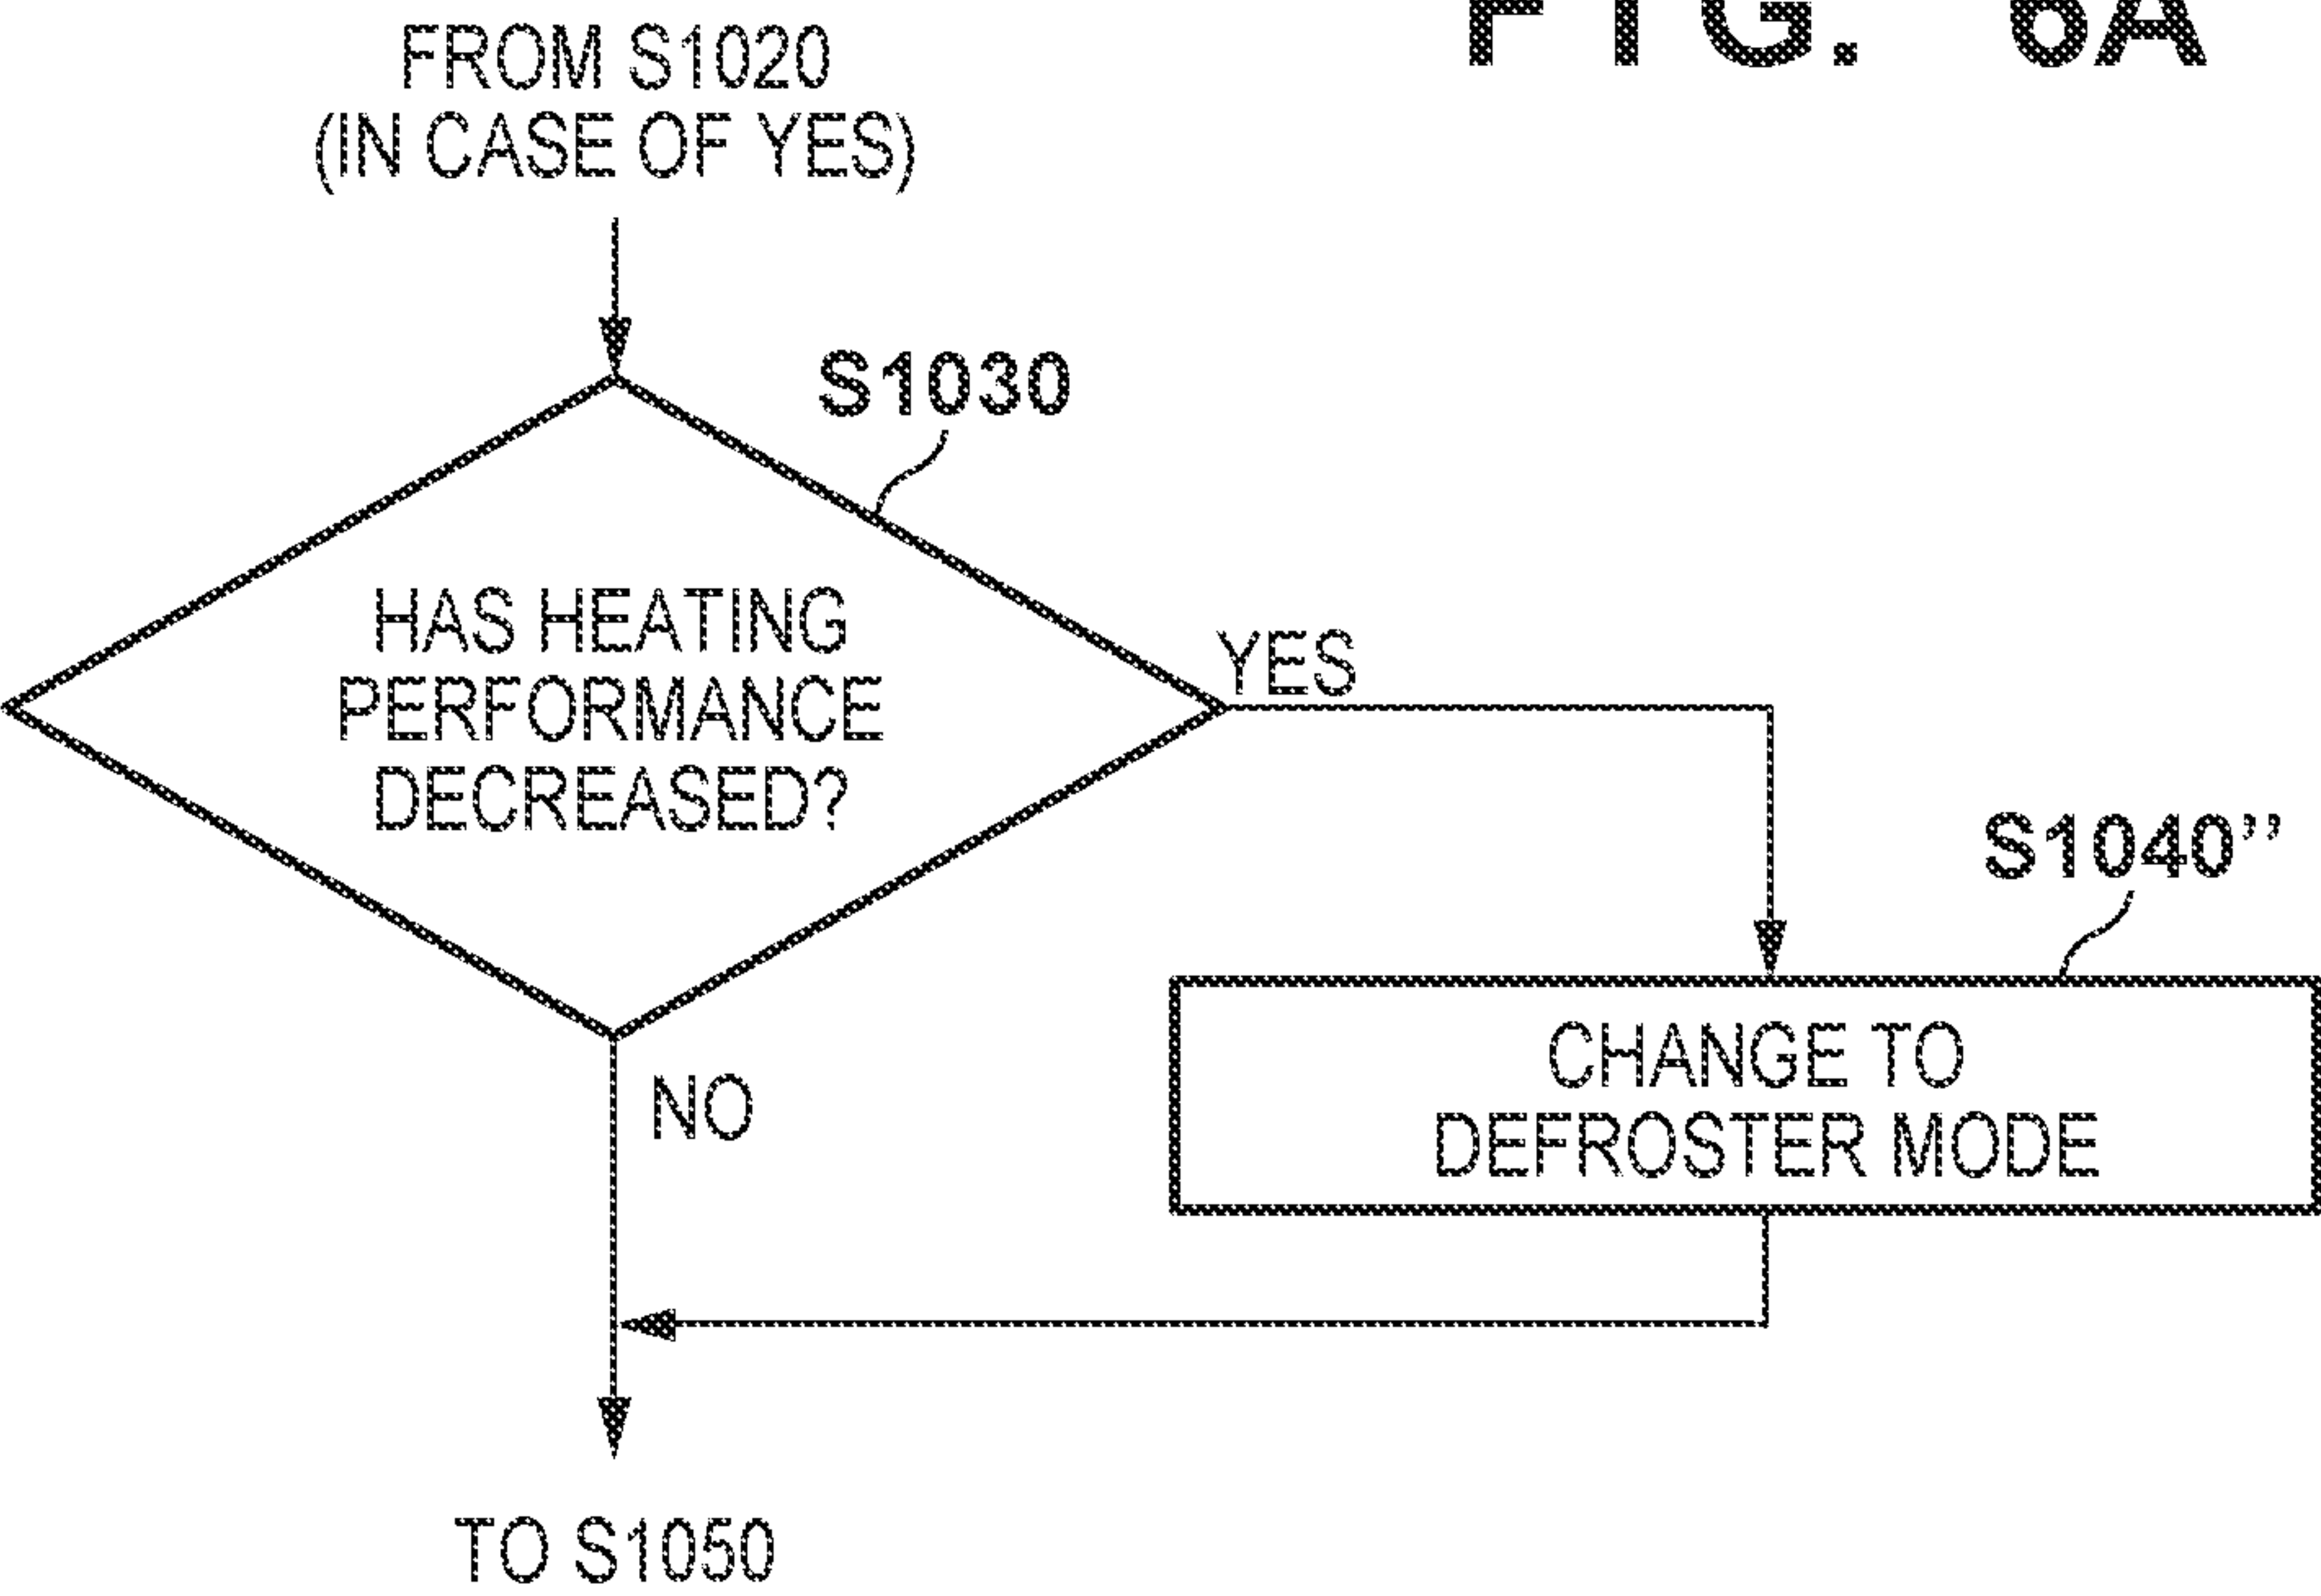 FIG. 6A
FROM S1020
(IN CASE OF YES)
S1030
HAS HEATING
PERFORMANCE
DECREASED?
YES
S1040’’
CHANGE TO
DEFROSTER MODE
NO
TO S1050